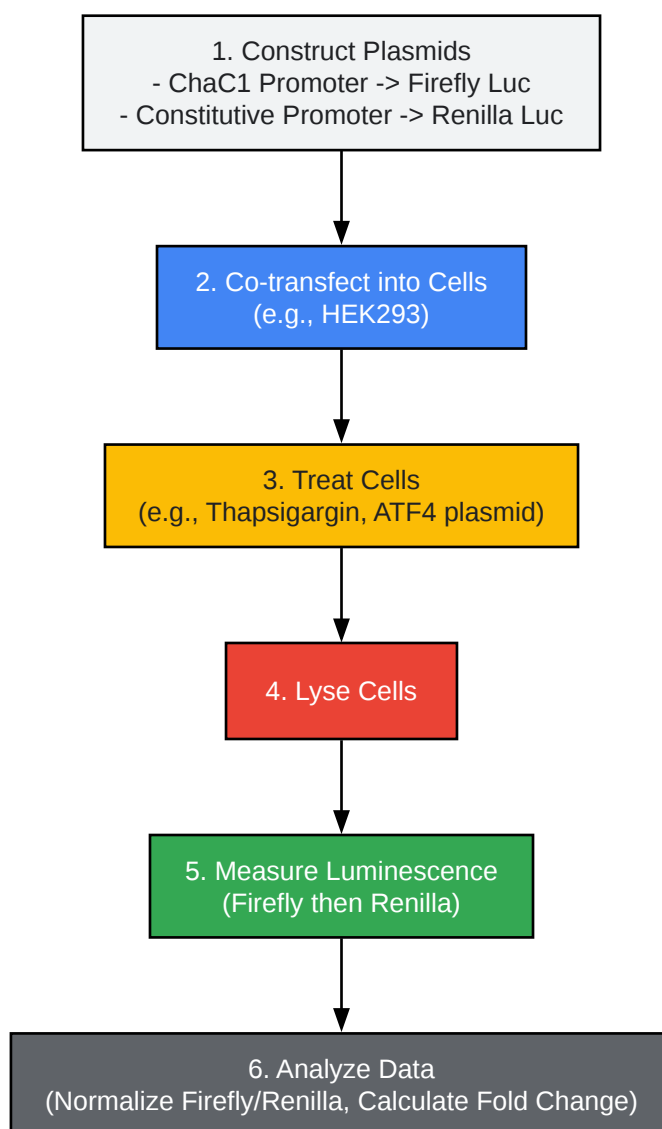 1. Construct Plasmids
- ChaC1 Promoter -> Firefly Luc
- Constitutive Promoter -> Renilla Luc
2. Co-transfect into Cells
(e.g., HEK293)
3. Treat Cells
(e.g., Thapsigargin, ATF4 plasmid)
4. Lyse Cells
5. Measure Luminescence
(Firefly then Renilla)
6. Analyze Data
(Normalize Firefly/Renilla, Calculate Fold Change)